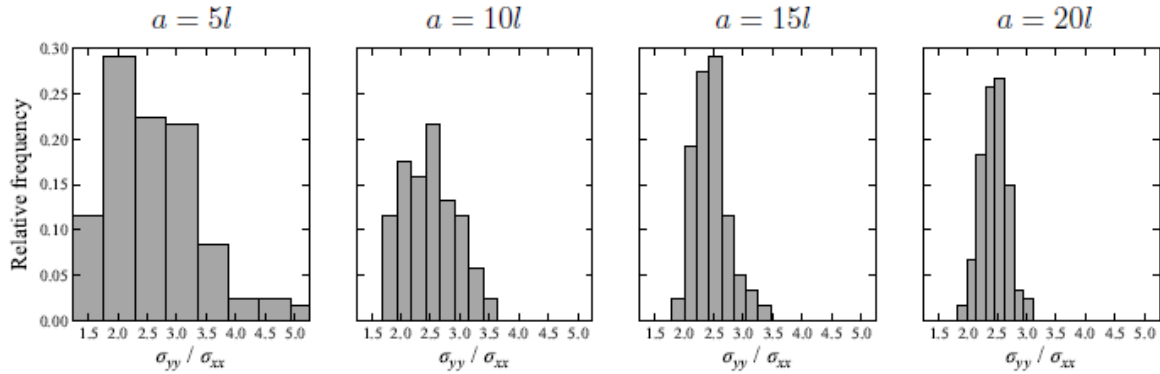 a = 5l
a = 10l
a = 15l
a = 20l
Relative frequency
0.30
0.25
0.20
0.15
0.10
0.05
0.00
1.5 2.0 2.5 3.0 3.5 4.0 4.5 5.0
1.5 2.0 2.5 3.0 3.5 4.0 4.5 5.0
1.5 2.0 2.5 3.0 3.5 4.0 4.5 5.0
1.5 2.0 2.5 3.0 3.5 4.0 4.5 5.0
σyy / σxx
σyy / σxx
σyy / σxx
σyy / σxx